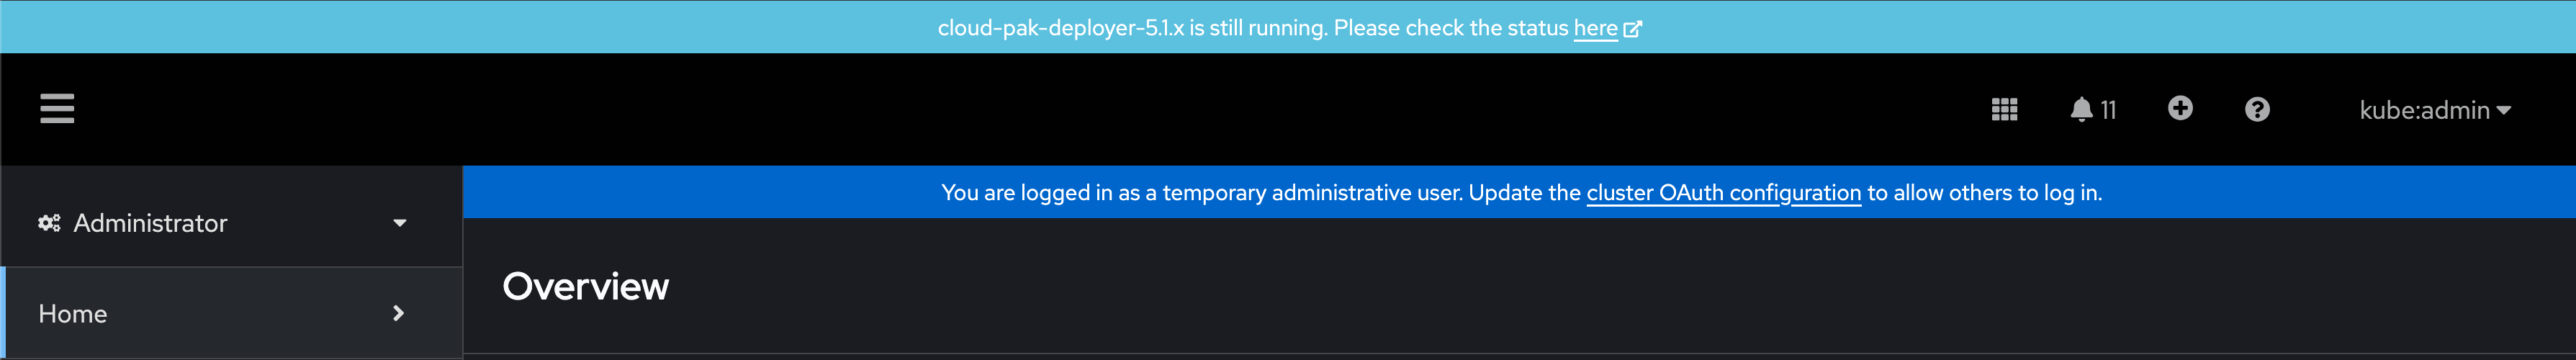 cloud-pak-deployer-5.1.x is still running. Please check the status here
11
kube:admin
Administrator
You are logged in as a temporary administrative user. Update the cluster OAuth configuration to allow others to log in.
Home
Overview